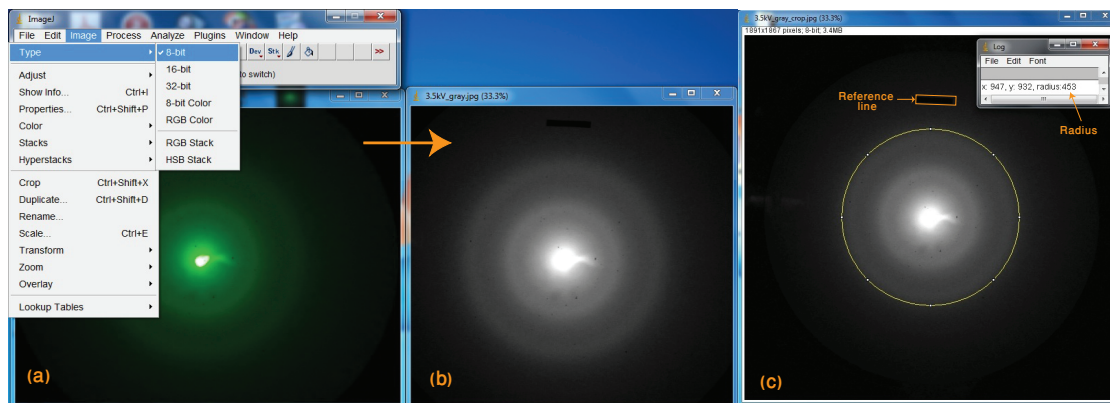 ImageJ
File Edit Image Process Analyze Plugins Window Help
Dev Stk >>
to switch)
Type
Adjust
Show Info... Ctrl+I
Properties... Ctrl+Shift+P
Color
Stacks
Hyperstacks
Crop Ctrl+Shift+X
Duplicate... Ctrl+Shift+D
Rename...
Scale... Ctrl+E
Transform
Zoom
Overlay
Lookup Tables
8-bit
16-bit
32-bit
8-bit Color
RGB Color
RGB Stack
HSB Stack
(a)
3.5kV_gray.jpg (33.3%)
(b)
3.5kV_gray_crop.jpg (33.3%)
1891x1867 pixels; 8-bit; 3.4MB
Log
File Edit Font
x: 947, y: 932, radius:453
Reference
line
Radius
(c)